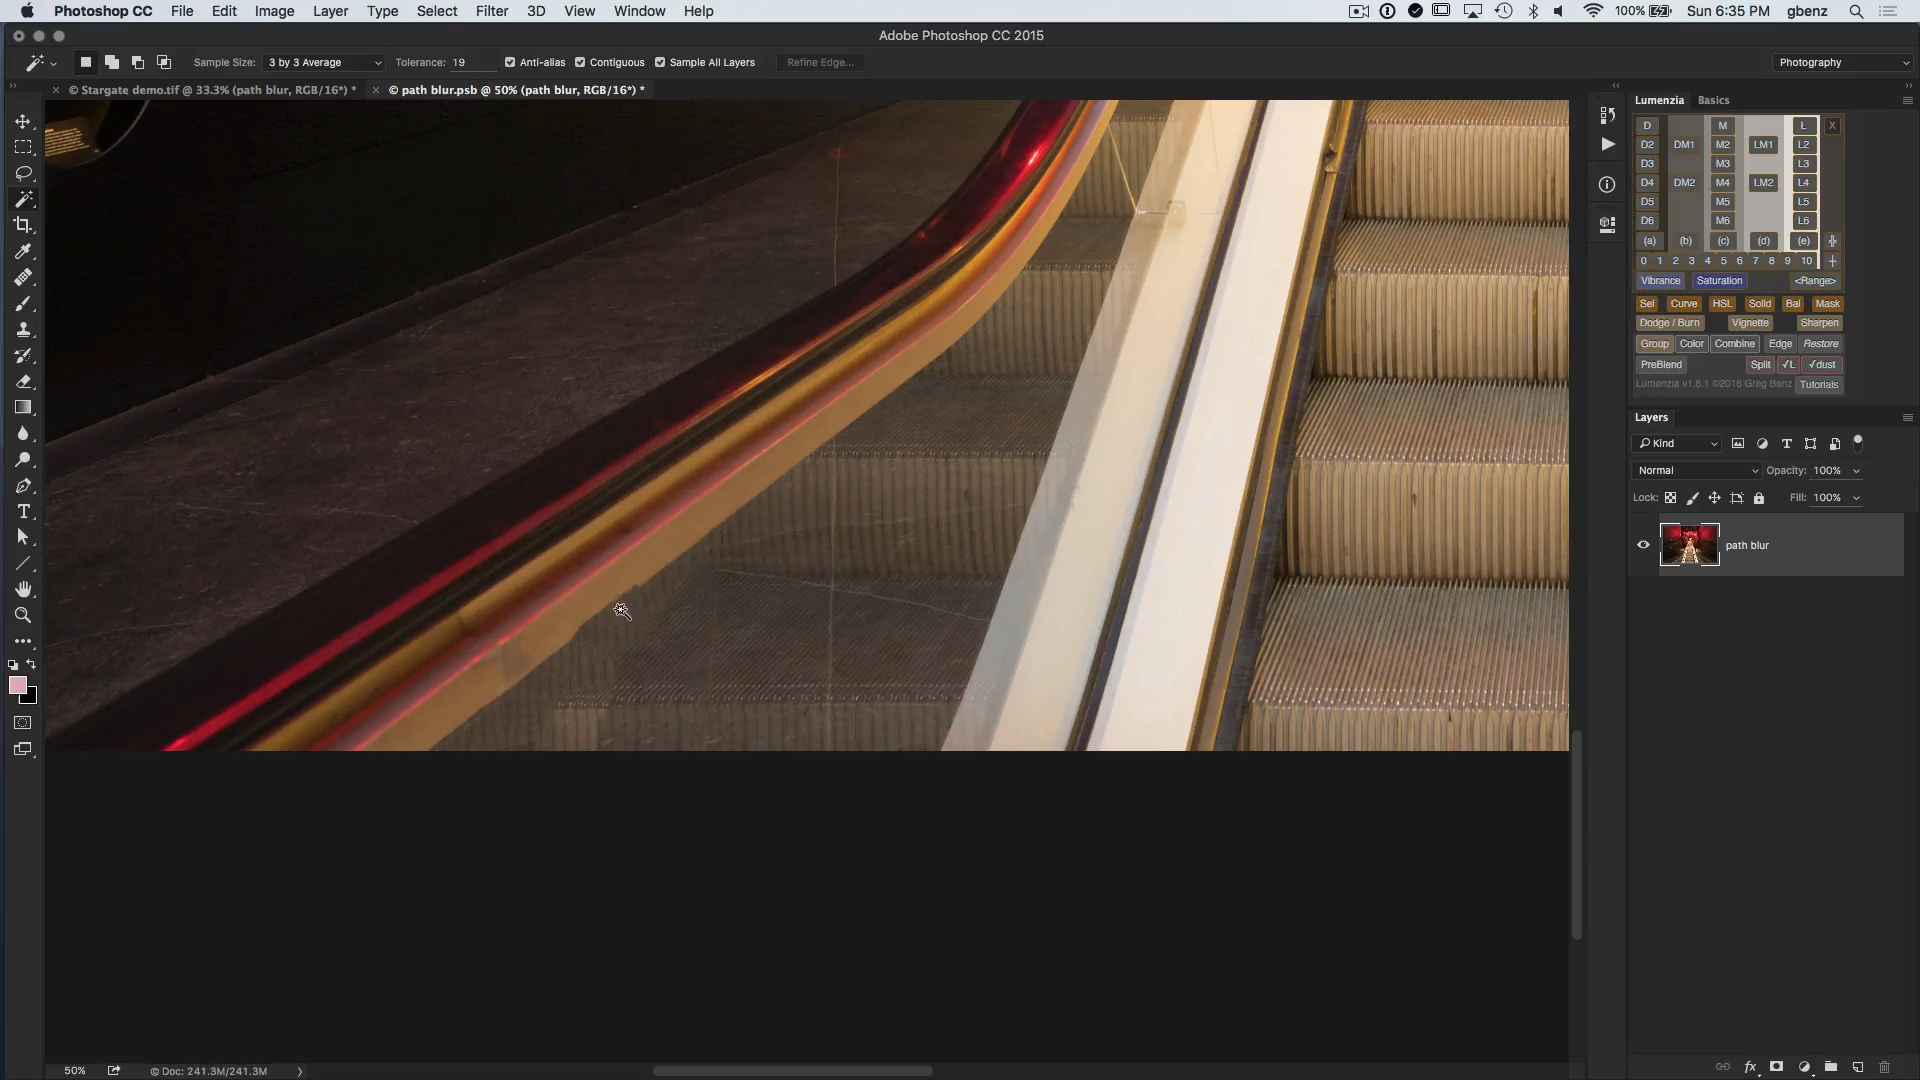 Photoshop CC File Edit Image Layer Type Select Filter 3D View Window Help 100% Sun 6:35 PM gbenz
Adobe Photoshop CC 2015
Sample Size: 3 by 3 Average Tolerance: 19 Anti-alias Contiguous Sample All Layers Refine Edge... Photography
× © Stargate demo.tif @ 33.3% (path blur, RGB/16*) * × © path blur.psb @ 50% (path blur, RGB/16*) *
Lumenzia Basics
D M L X
D2 DM1 M2 LM1 L2
D3 M3 L3
D4 DM2 M4 LM2 L4
D5 M5 L5
D6 M6 L6
(a) (b) (c) (d) (e)
0 1 2 3 4 5 6 7 8 9 10
Vibrance Saturation <Range>
Sel Curve HSL Solid Bal Mask
Dodge / Burn Vignette Sharpen
Group Color Combine Edge Restore
PreBlend Split √L √dust
Lumenzia v1.8.1 ©2016 Greg Benz Tutorials
Layers
Kind
Normal Opacity: 100%
Lock: Fill: 100%
path blur
50% © Doc: 241.3M/241.3M